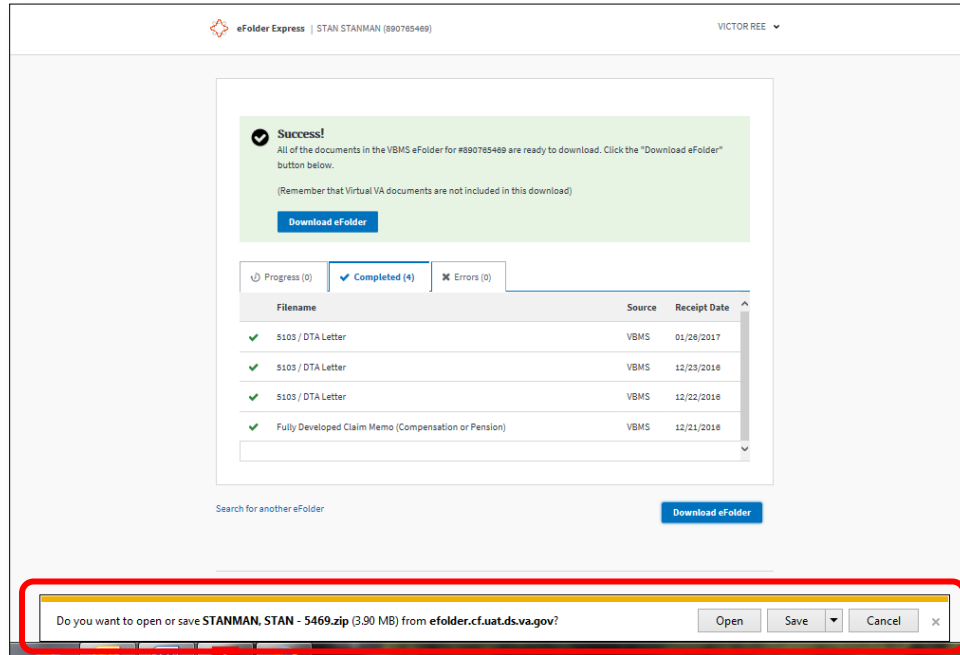 eFolder Express | STAN STANMAN (890765469)
VICTOR REE
Success!
All of the documents in the VBMS eFolder for #890765469 are ready to download. Click the "Download eFolder"
button below.
(Remember that Virtual VA documents are not included in this download)
Download eFolder
Progress (0)
Completed (4)
Errors (0)
Filename Source Receipt Date
5103 / DTA Letter VBMS 01/26/2017
5103 / DTA Letter VBMS 12/23/2016
5103 / DTA Letter VBMS 12/22/2016
Fully Developed Claim Memo (Compensation or Pension) VBMS 12/21/2016
Search for another eFolder
Download eFolder
Do you want to open or save STANMAN, STAN - 5469.zip (3.90 MB) from efolder.cf.uat.ds.va.gov?
Open
Save
Cancel